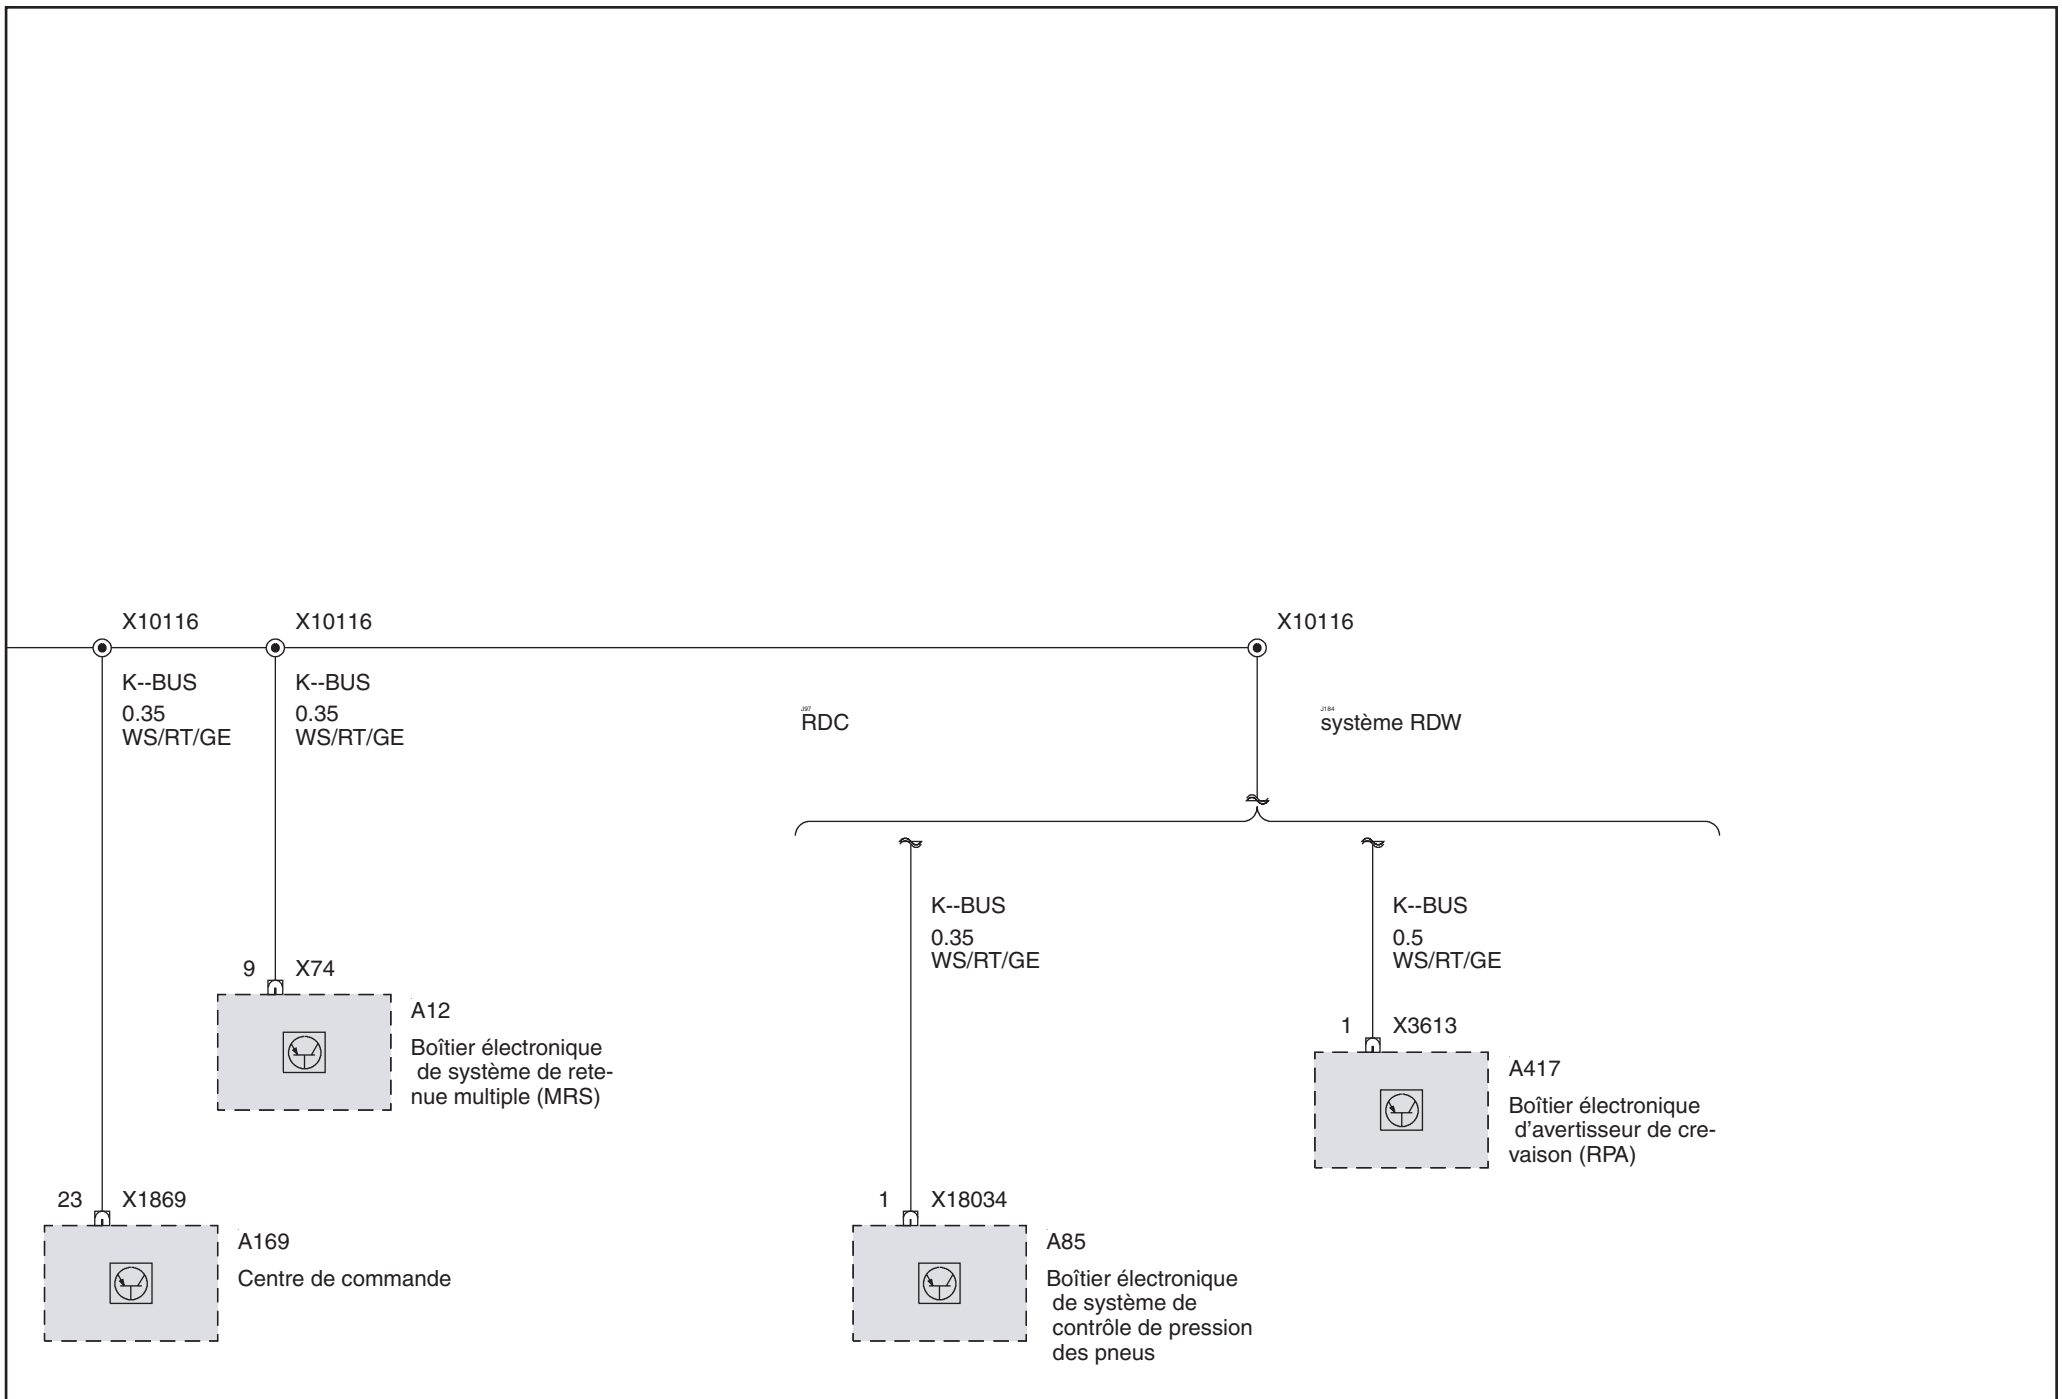 X10116
X10116
X10116
K--BUS
0.35
WS/RT/GE
K--BUS
0.35
WS/RT/GE
J97
RDC
J184
système RDW
K--BUS
0.35
WS/RT/GE
K--BUS
0.5
WS/RT/GE
9 X74
A12
Boîtier électronique
de système de rete-
nue multiple (MRS)
1 X3613
A417
Boîtier électronique
d'avertisseur de cre-
vaison (RPA)
23 X1869
A169
Centre de commande
1 X18034
A85
Boîtier électronique
de système de
contrôle de pression
des pneus